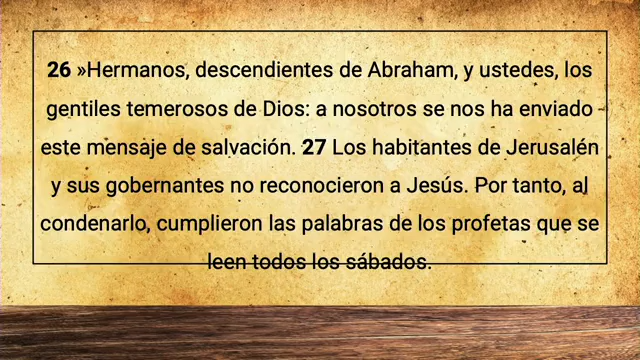 26 »Hermanos, descendientes de Abraham, y ustedes, los
gentiles temerosos de Dios: a nosotros se nos ha enviado
este mensaje de salvación. 27 Los habitantes de Jerusalén
y sus gobernantes no reconocieron a Jesús. Por tanto, al
condenarlo, cumplieron las palabras de los profetas que se
leen todos los sábados.